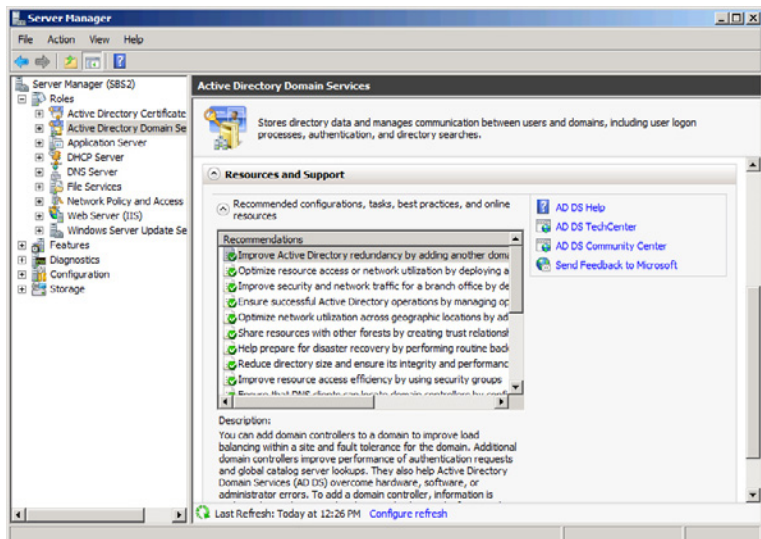 Server Manager
File Action View Help
Server Manager (SBS2)
Roles
Active Directory Certificate
Active Directory Domain Se
Application Server
DHCP Server
DNS Server
File Services
Network Policy and Access
Web Server (IIS)
Windows Server Update Se
Features
Diagnostics
Configuration
Storage
Active Directory Domain Services
Stores directory data and manages communication between users and domains, including user logon
processes, authentication, and directory searches.
Resources and Support
Recommended configurations, tasks, best practices, and online
resources
Recommendations
Improve Active Directory redundancy by adding another doma
Optimize resource access or network utilization by deploying a
Improve security and network traffic for a branch office by de
Ensure successful Active Directory operations by managing op
Optimize network utilization across geographic locations by ad
Share resources with other forests by creating trust relationsh
Help prepare for disaster recovery by performing routine back
Reduce directory size and ensure its integrity and performanc
Improve resource access efficiency by using security groups
Ensure that DNS clients can locate domain controllers by confi
AD DS Help
AD DS TechCenter
AD DS Community Center
Send Feedback to Microsoft
Description:
You can add domain controllers to a domain to improve load
balancing within a site and fault tolerance for the domain. Additional
domain controllers improve performance of authentication requests
and global catalog server lookups. They also help Active Directory
Domain Services (AD DS) overcome hardware, software, or
administrator errors. To add a domain controller, information is
Last Refresh: Today at 12:26 PM Configure refresh